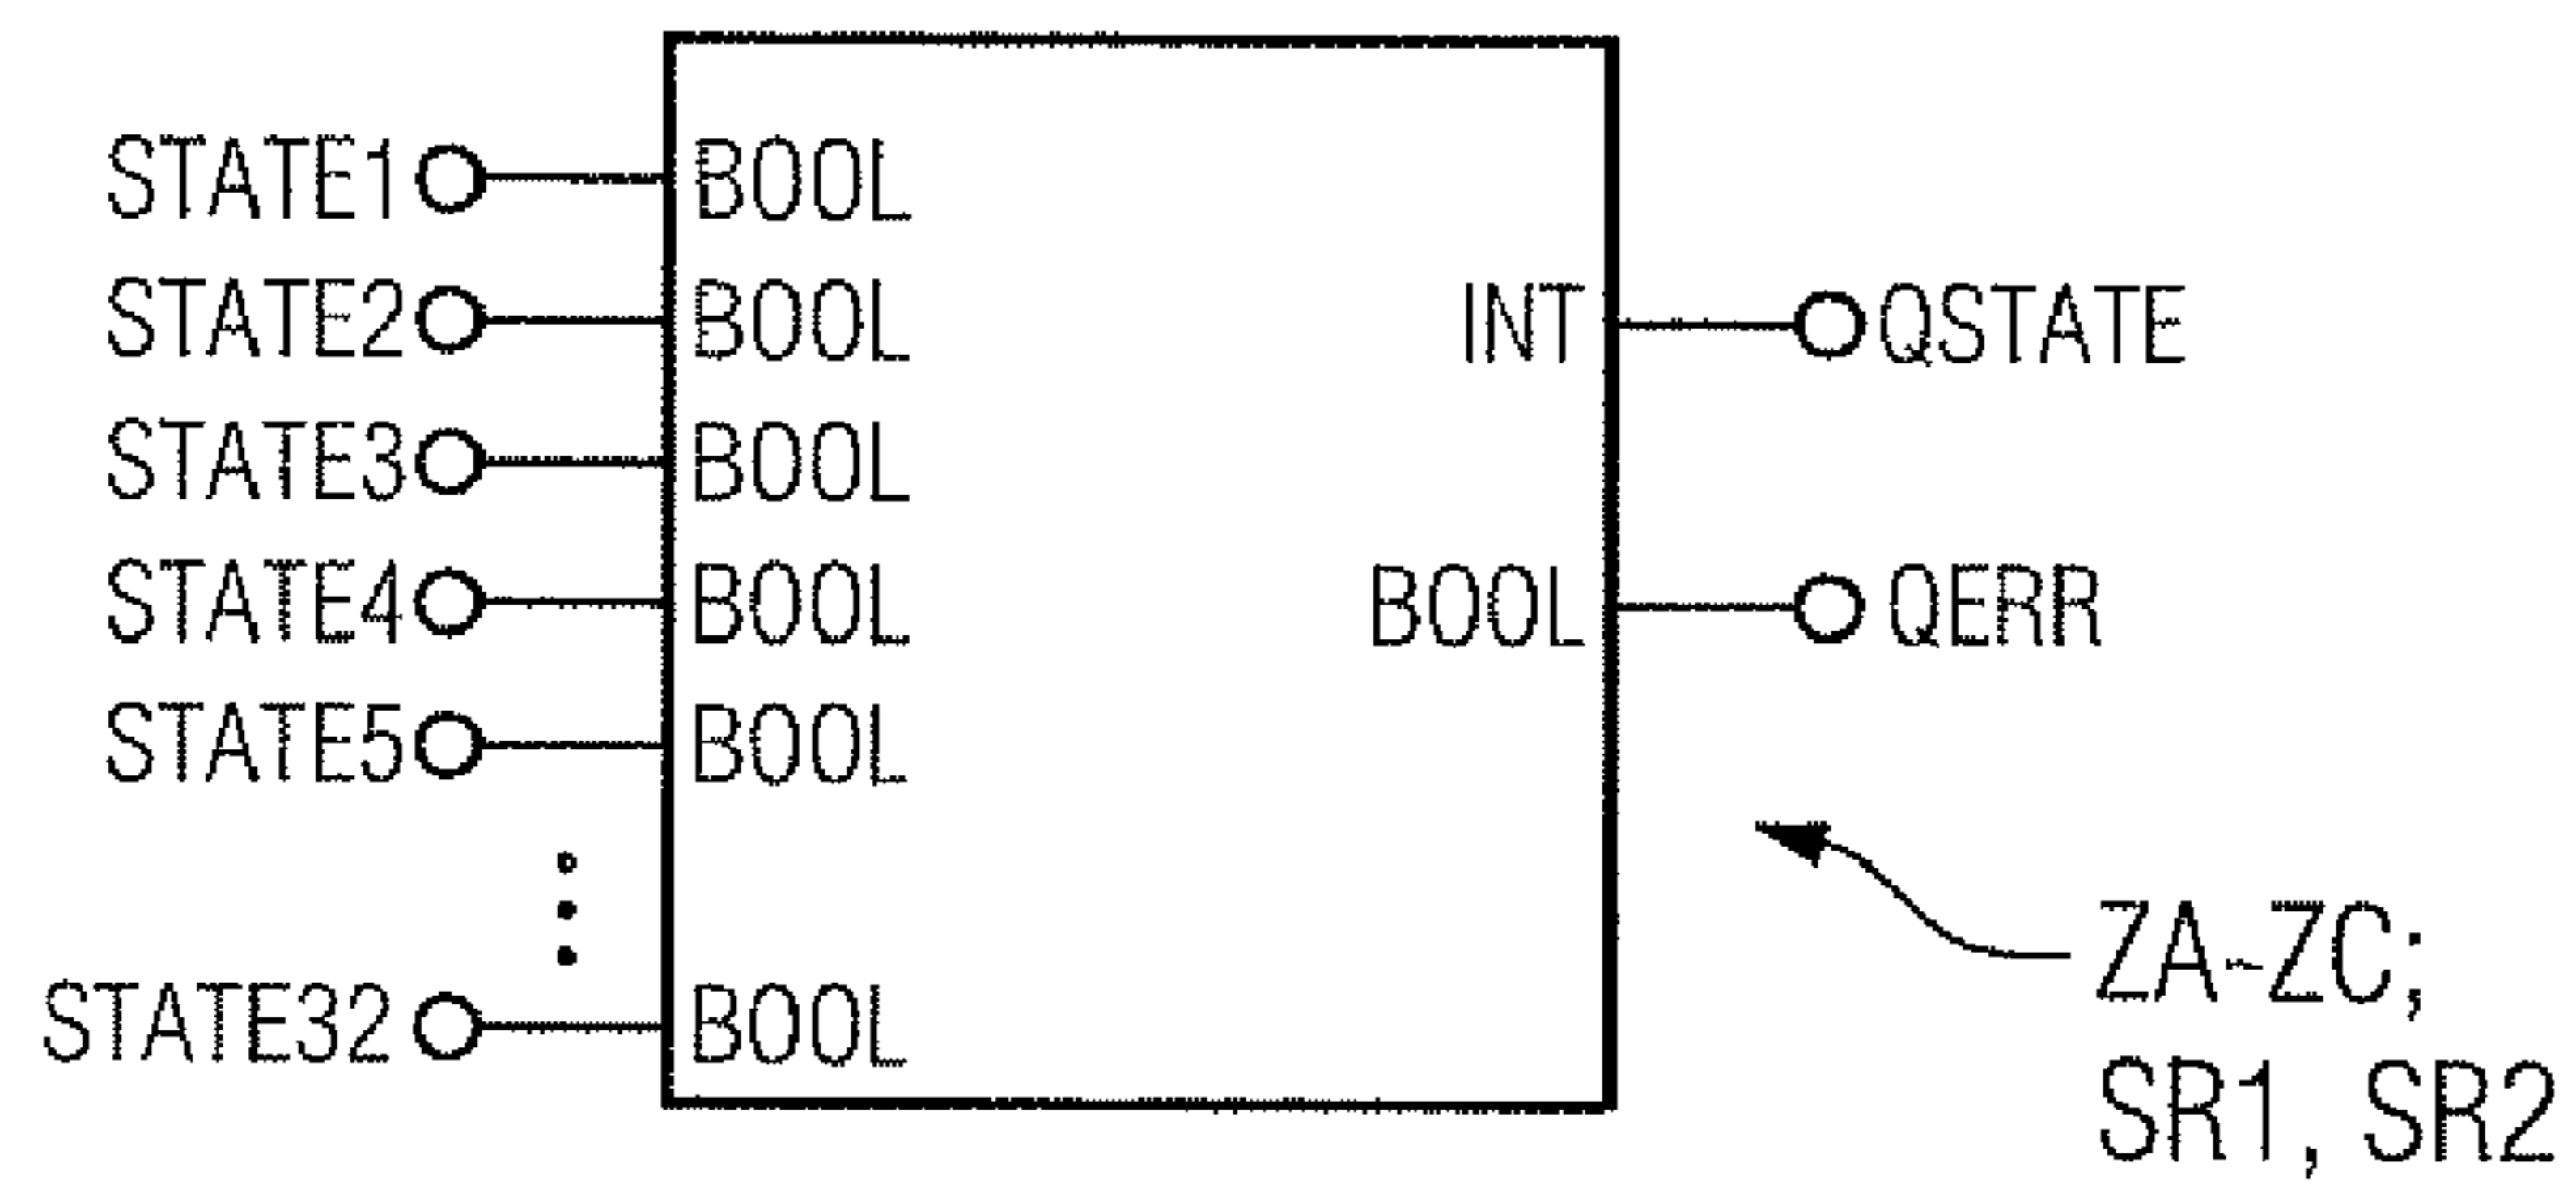 STATE1 BOOL
STATE2 BOOL
INT QSTATE
STATE3 BOOL
STATE4 BOOL
BOOL QERR
STATE5 BOOL
STATE32 BOOL
ZA-ZC;
SR1, SR2